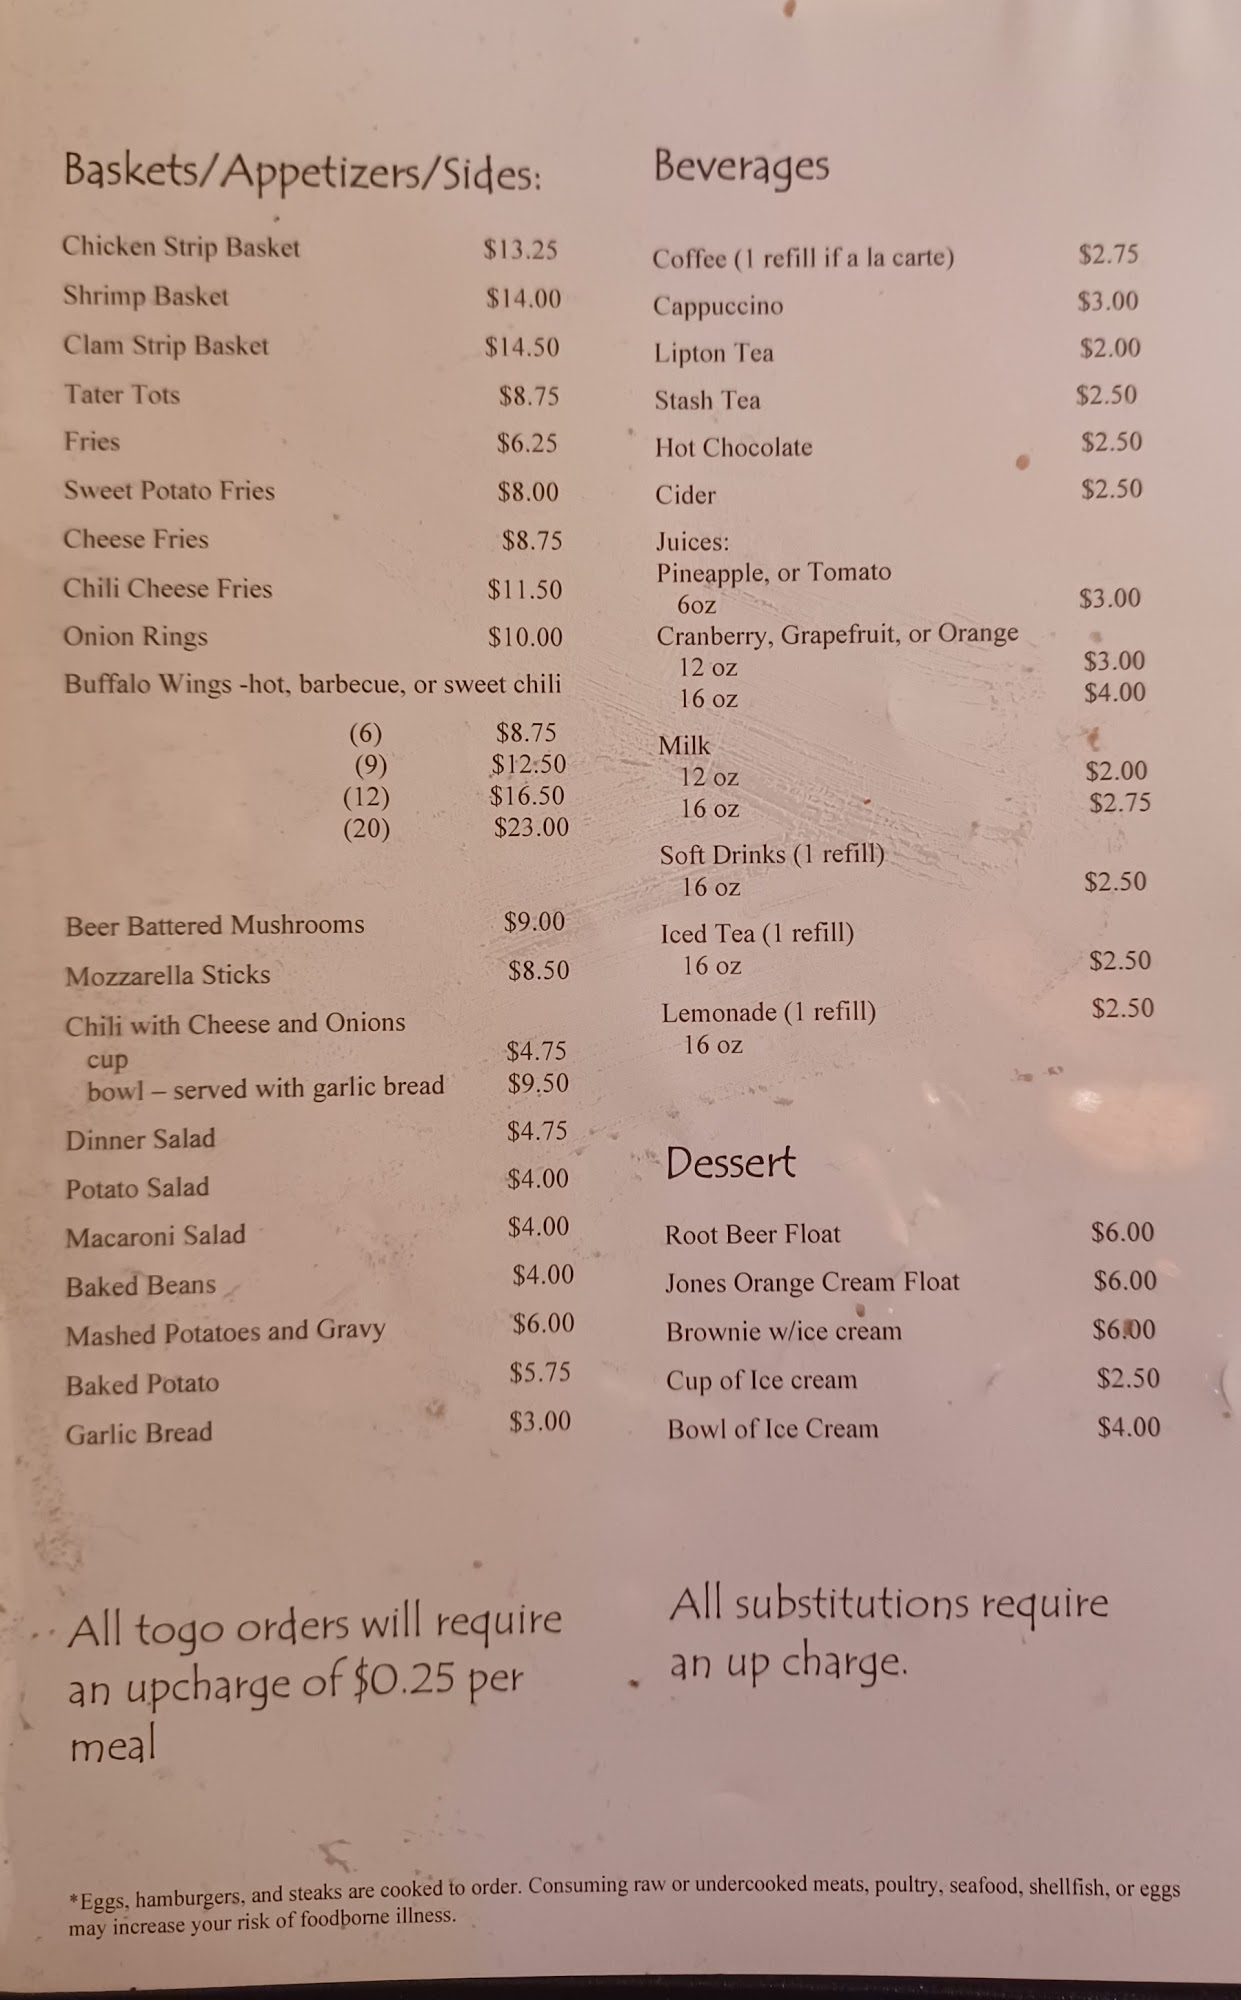 Baskets/Appetizers/Sides:
Chicken Strip Basket $13.25
Shrimp Basket $14.00
Clam Strip Basket $14.50
Tater Tots $8.75
Fries $6.25
Sweet Potato Fries $8.00
Cheese Fries $8.75
Chili Cheese Fries $11.50
Onion Rings $10.00
Buffalo Wings -hot, barbecue, or sweet chili
(6) $8.75
(9) $12.50
(12) $16.50
(20) $23.00
Beer Battered Mushrooms $9.00
Mozzarella Sticks $8.50
Chili with Cheese and Onions
cup $4.75
bowl – served with garlic bread $9.50
Dinner Salad $4.75
Potato Salad $4.00
Macaroni Salad $4.00
Baked Beans $4.00
Mashed Potatoes and Gravy $6.00
Baked Potato $5.75
Garlic Bread $3.00
All togo orders will require
an upcharge of $0.25 per
meal
Beverages
Coffee (1 refill if a la carte) $2.75
Cappuccino $3.00
Lipton Tea $2.00
Stash Tea $2.50
Hot Chocolate $2.50
Cider $2.50
Juices:
Pineapple, or Tomato
6oz $3.00
Cranberry, Grapefruit, or Orange
12 oz $3.00
16 oz $4.00
Milk
12 oz $2.00
16 oz $2.75
Soft Drinks (1 refill)
16 oz $2.50
Iced Tea (1 refill)
16 oz $2.50
Lemonade (1 refill) $2.50
16 oz
Dessert
Root Beer Float $6.00
Jones Orange Cream Float $6.00
Brownie w/ice cream $6.00
Cup of Ice cream $2.50
Bowl of Ice Cream $4.00
All substitutions require
an up charge.
*Eggs, hamburgers, and steaks are cooked to order. Consuming raw or undercooked meats, poultry, seafood, shellfish, or eggs
may increase your risk of foodborne illness.